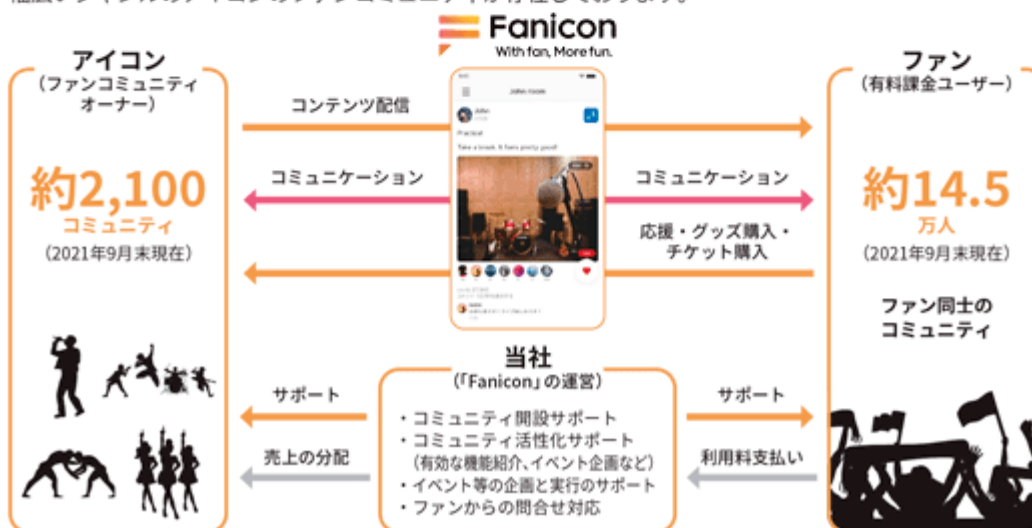 Fanicon
With fan, More fun.
アイコン
（ファンコミュニティ
オーナー）
約2,100
コミュニティ
（2021年9月末現在）
コンテンツ配信
コミュニケーション
コミュニケーション
応援・グッズ購入・
チケット購入
John room
John
Practice!
Take a break. It feels pretty good!
ファン
（有料課金ユーザー）
約14.5
万人
（2021年9月末現在）
ファン同士の
コミュニティ
当社
（「Fanicon」の運営）
・コミュニティ開設サポート
・コミュニティ活性化サポート
（有効な機能紹介、イベント企画など）
・イベント等の企画と実行のサポート
・ファンからの問合せ対応
サポート
売上の分配
サポート
利用料支払い